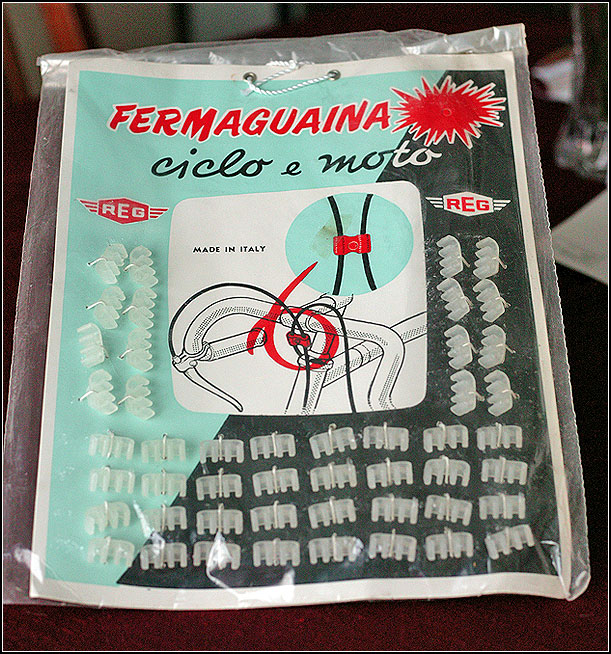 FERMAGUAINA
ciclo e moto
REG
REG
MADE IN ITALY